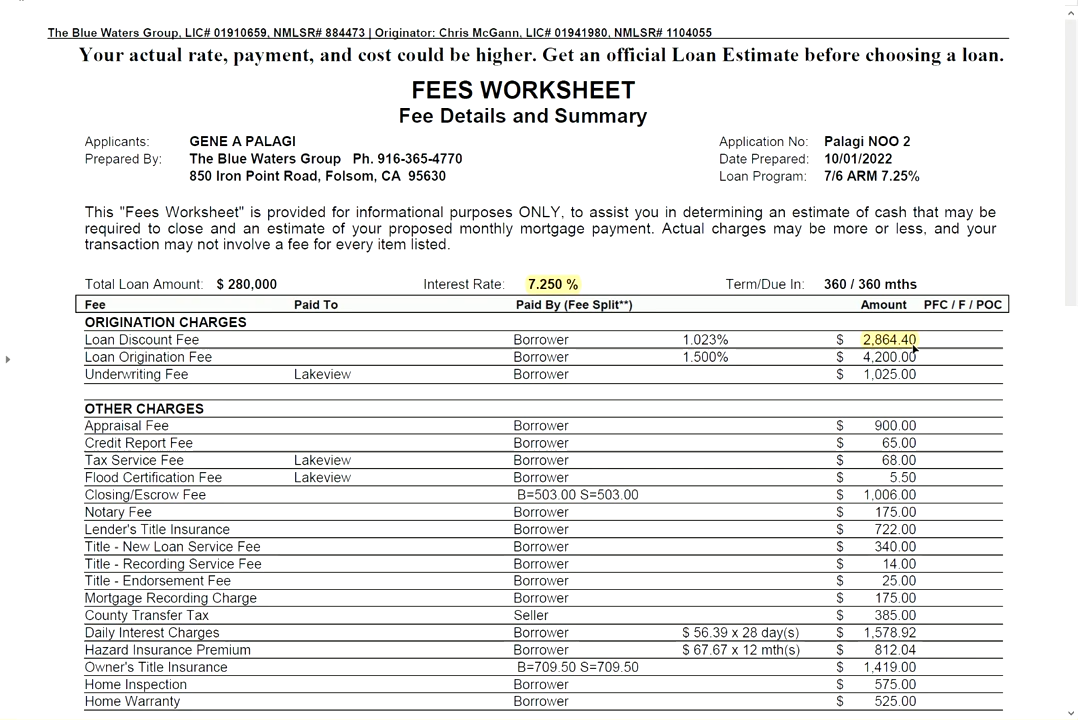 The Blue Waters Group, LIC# 01910659, NMLSR# 884473 | Originator: Chris McGann, LIC# 01941980, NMLSR# 1104055
Your actual rate, payment, and cost could be higher. Get an official Loan Estimate before choosing a loan.
FEES WORKSHEET
Fee Details and Summary
Applicants: GENE A PALAGI Application No: Palagi NOO 2
Prepared By: The Blue Waters Group Ph. 916-365-4770 Date Prepared: 10/01/2022
850 Iron Point Road, Folsom, CA 95630 Loan Program: 7/6 ARM 7.25%
This "Fees Worksheet" is provided for informational purposes ONLY, to assist you in determining an estimate of cash that may be
required to close and an estimate of your proposed monthly mortgage payment. Actual charges may be more or less, and your
transaction may not involve a fee for every item listed.
Total Loan Amount: $ 280,000 Interest Rate: 7.250 % Term/Due In: 360 / 360 mths
Fee Paid To Paid By (Fee Split**) Amount PFC / F / POC
ORIGINATION CHARGES
Loan Discount Fee Borrower 1.023% $ 2,864.40
Loan Origination Fee Borrower 1.500% $ 4,200.00
Underwriting Fee Lakeview Borrower $ 1,025.00
OTHER CHARGES
Appraisal Fee Borrower $ 900.00
Credit Report Fee Borrower $ 65.00
Tax Service Fee Lakeview Borrower $ 68.00
Flood Certification Fee Lakeview Borrower $ 5.50
Closing/Escrow Fee B=503.00 S=503.00 $ 1,006.00
Notary Fee Borrower $ 175.00
Lender's Title Insurance Borrower $ 722.00
Title - New Loan Service Fee Borrower $ 340.00
Title - Recording Service Fee Borrower $ 14.00
Title - Endorsement Fee Borrower $ 25.00
Mortgage Recording Charge Borrower $ 175.00
County Transfer Tax Seller $ 385.00
Daily Interest Charges Borrower $ 56.39 x 28 day(s) $ 1,578.92
Hazard Insurance Premium Borrower $ 67.67 x 12 mth(s) $ 812.04
Owner's Title Insurance B=709.50 S=709.50 $ 1,419.00
Home Inspection Borrower $ 575.00
Home Warranty Borrower $ 525.00